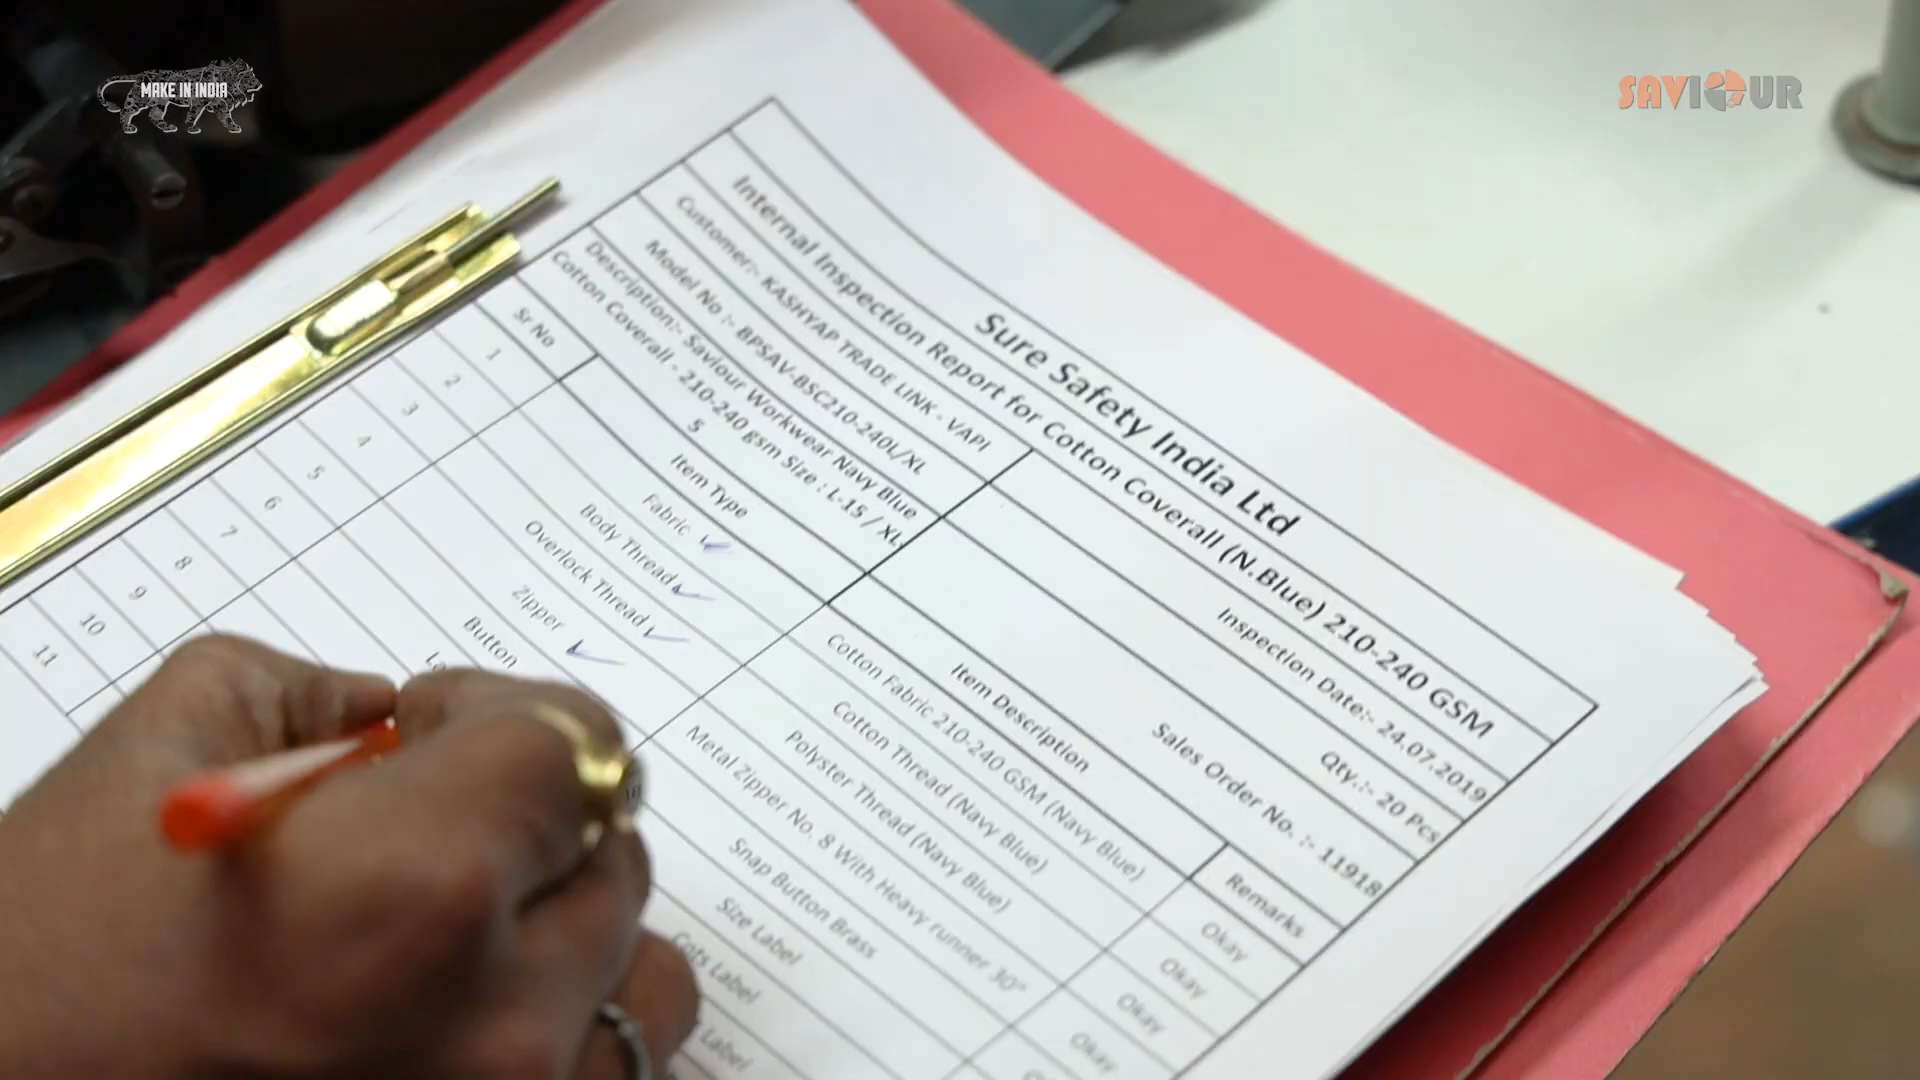 MAKE IN INDIA
SAVIOUR
Sure Safety India Ltd
Internal Inspection Report for Cotton Coverall (N.Blue) 210-240 GSM
Customer:- KASHYAP TRADE LINK - VAPI
Inspection Date:- 24.07.2019
Model No :- BPSAV-BSC210-240L/XL
Qty.:- 20 Pcs
Description:- Saviour Workwear Navy Blue
Cotton Coverall - 210-240 gsm Size : L-15 / XL
5
Sales Order No. :- 11918
Sr No
Item Type
Item Description
Remarks
1
Fabric
Cotton Fabric 210-240 GSM (Navy Blue)
Okay
2
Body Thread
Cotton Thread (Navy Blue)
Okay
3
Overlock Thread
Polyster Thread (Navy Blue)
Okay
4
Zipper
Metal Zipper No. 8 With Heavy runner 30"
Okay
5
Button
Snap Button Brass
6
Size Label
7
Label
8
Label
9
10
11